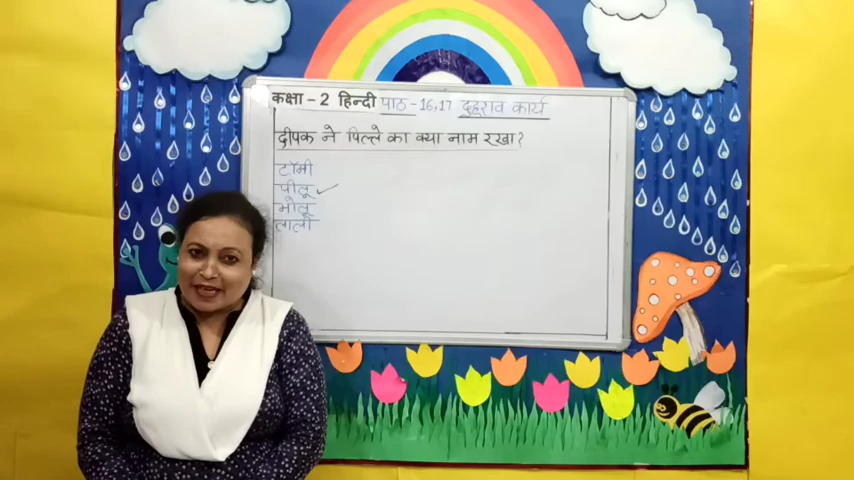 कक्षा - 2 हिन्दी पाठ - 16,17 दुहराव कार्य
दीपक ने पिल्ले का क्या नाम रखा?
टॉमी
पीलू ✓
भोलू
लाली